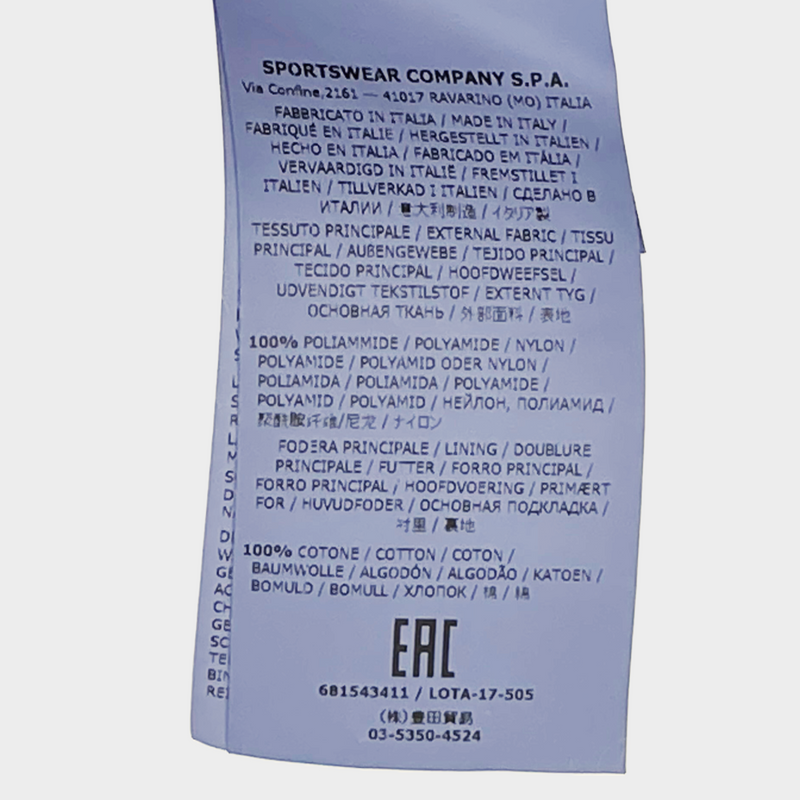 SPORTSWEAR COMPANY S.P.A.
Via Confine,2161 — 41017 RAVARINO (MO) ITALIA
FABBRICATO IN ITALIA / MADE IN ITALY /
FABRIQUÉ EN ITALIE / HERGESTELLT IN ITALIEN /
HECHO EN ITALIA / FABRICADO EM ITÁLIA /
VERVAARDIGD IN ITALIË / FREMSTILLET I
ITALIEN / TILLVERKAD I ITALIEN / СДЕЛАНО В
ИТАЛИИ / 意大利制造 / イタリア製
TESSUTO PRINCIPALE / EXTERNAL FABRIC / TISSU
PRINCIPAL / AUßENGEWEBE / TEJIDO PRINCIPAL /
TECIDO PRINCIPAL / HOOFDWEEFSEL /
UDVENDIGT TEKSTILSTOF / EXTERNT TYG /
ОСНОВНАЯ ТКАНЬ / 外部面料 / 表地
100% POLIAMMIDE / POLYAMIDE / NYLON /
POLYAMIDE / POLYAMID ODER NYLON /
POLIAMIDA / POLIAMIDA / POLYAMIDE /
POLYAMID / POLYAMID / НЕЙЛОН, ПОЛИАМИД /
聚酰胺纤维/尼龙 / ナイロン
FODERA PRINCIPALE / LINING / DOUBLURE
PRINCIPALE / FUTTER / FORRO PRINCIPAL /
FORRO PRINCIPAL / HOOFDVOERING / PRIMÆRT
FOR / HUVUDFODER / ОСНОВНАЯ ПОДКЛАДКА /
衬里 / 裏地
100% COTONE / COTTON / COTON /
BAUMWOLLE / ALGODÓN / ALGODÃO / KATOEN /
BOMULD / BOMULL / ХЛОПОК / 棉 / 綿
EAC
681543411 / LOTA-17-505
(株)豊田貿易
03-5350-4524